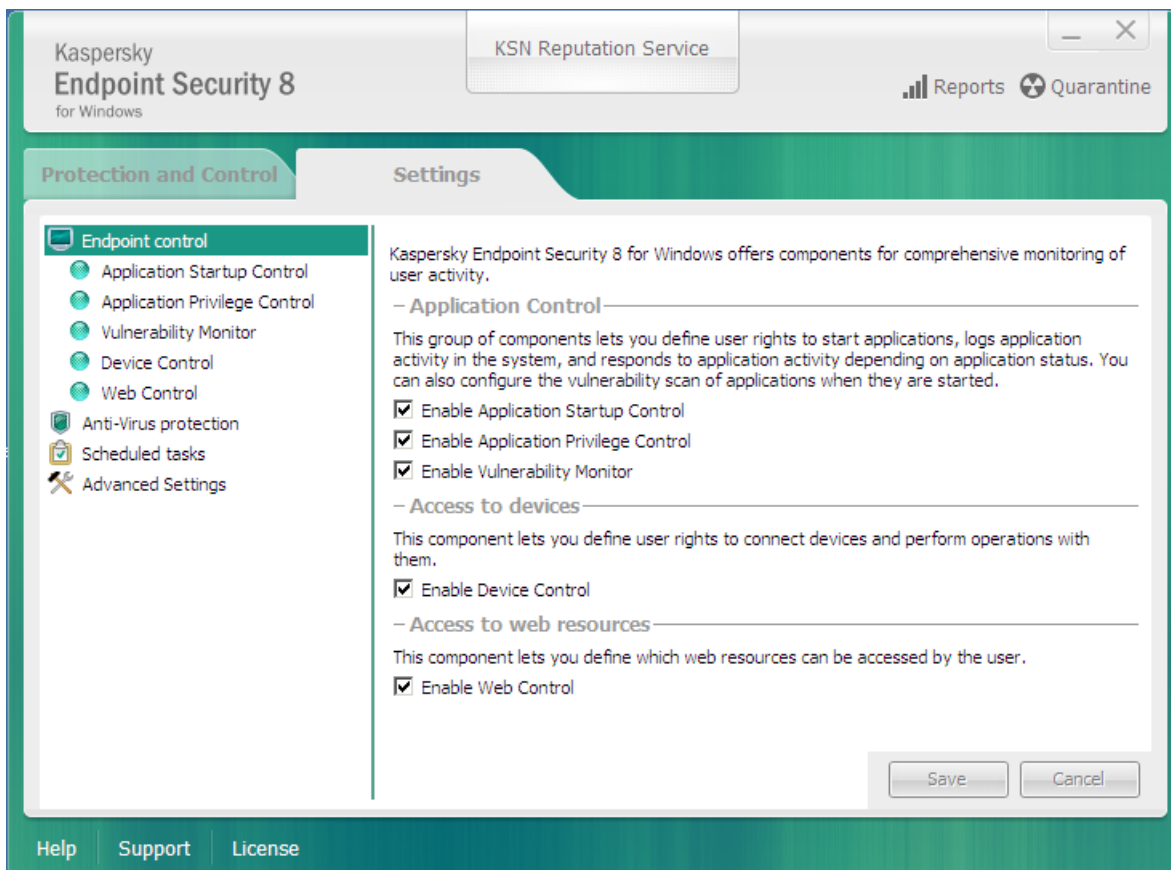 Kaspersky
Endpoint Security 8
for Windows
KSN Reputation Service
Reports
Quarantine
Protection and Control
Settings
Endpoint control
Application Startup Control
Application Privilege Control
Vulnerability Monitor
Device Control
Web Control
Anti-Virus protection
Scheduled tasks
Advanced Settings
Kaspersky Endpoint Security 8 for Windows offers components for comprehensive monitoring of
user activity.
Application Control
This group of components lets you define user rights to start applications, logs application
activity in the system, and responds to application activity depending on application status. You
can also configure the vulnerability scan of applications when they are started.
Enable Application Startup Control
Enable Application Privilege Control
Enable Vulnerability Monitor
Access to devices
This component lets you define user rights to connect devices and perform operations with
them.
Enable Device Control
Access to web resources
This component lets you define which web resources can be accessed by the user.
Enable Web Control
Save
Cancel
Help
Support
License